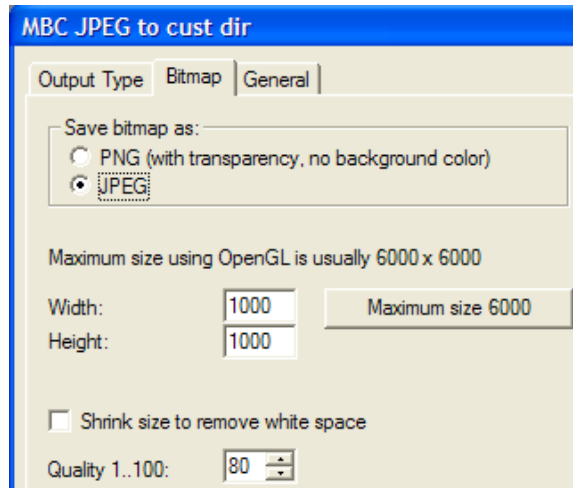 MBC JPEG to cust dir
Output Type Bitmap General
Save bitmap as:
PNG (with transparency, no background color)
JPEG
Maximum size using OpenGL is usually 6000 x 6000
Width: 1000 Maximum size 6000
Height: 1000
Shrink size to remove white space
Quality 1..100: 80